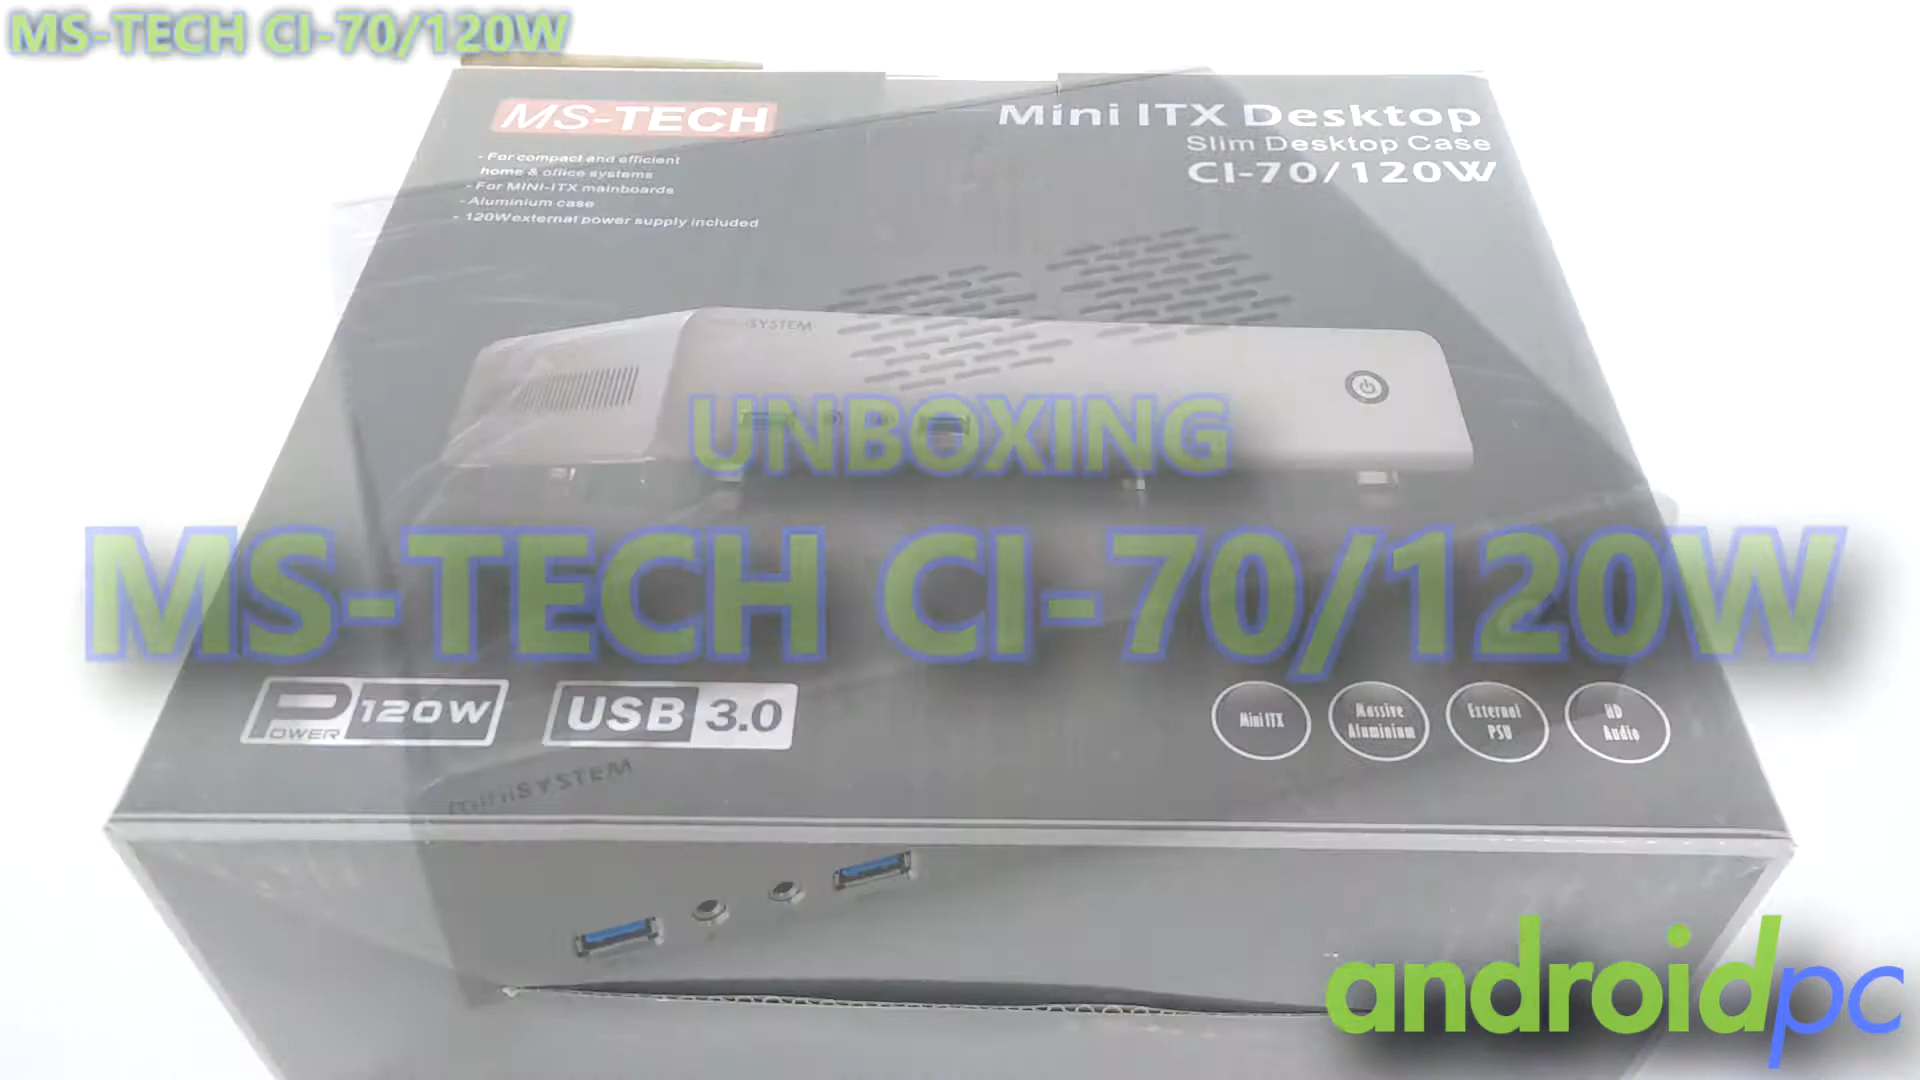 MS-TECH CI-70/120W
MS-TECH
Mini ITX Desktop
Slim Desktop Case
CI-70/120W
- For compact and efficient
home & office systems
- For MINI-ITX mainboards
- Aluminium case
- 120W external power supply included
SYSTEM
UNBOXING
MS-TECH CI-70/120W
POWER 120W
USB 3.0
Mini ITX
Massive
Aluminium
External
PSU
HD
Audio
miniSYSTEM
androidpc